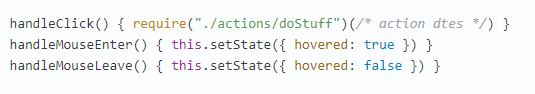 handleClick() { require("./actions/doStuff")(/* action dtes */) }
handleMouseEnter() { this.setState({ hovered: true }) }
handleMouseLeave() { this.setState({ hovered: false }) }